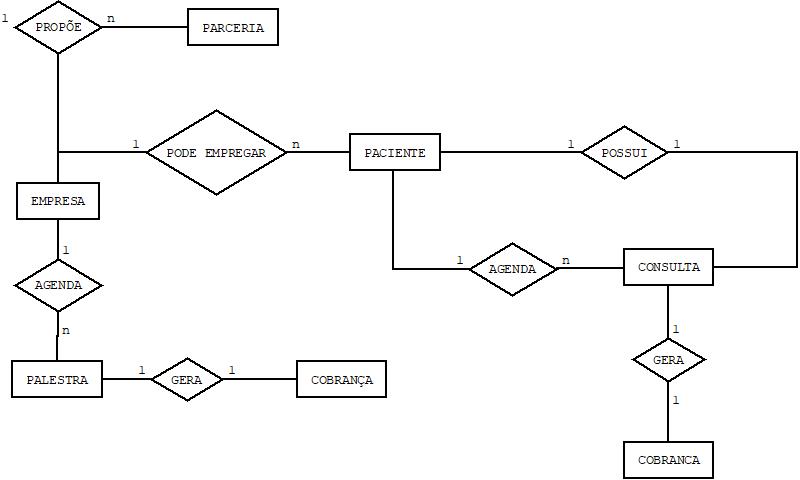 1 PROPÕE n PARCERIA
1 PODE EMPREGAR n PACIENTE 1 POSSUI 1
EMPRESA
1
AGENDA
n
1 AGENDA n CONSULTA
1
GERA
1
PALESTRA 1 GERA 1 COBRANÇA
COBRANCA